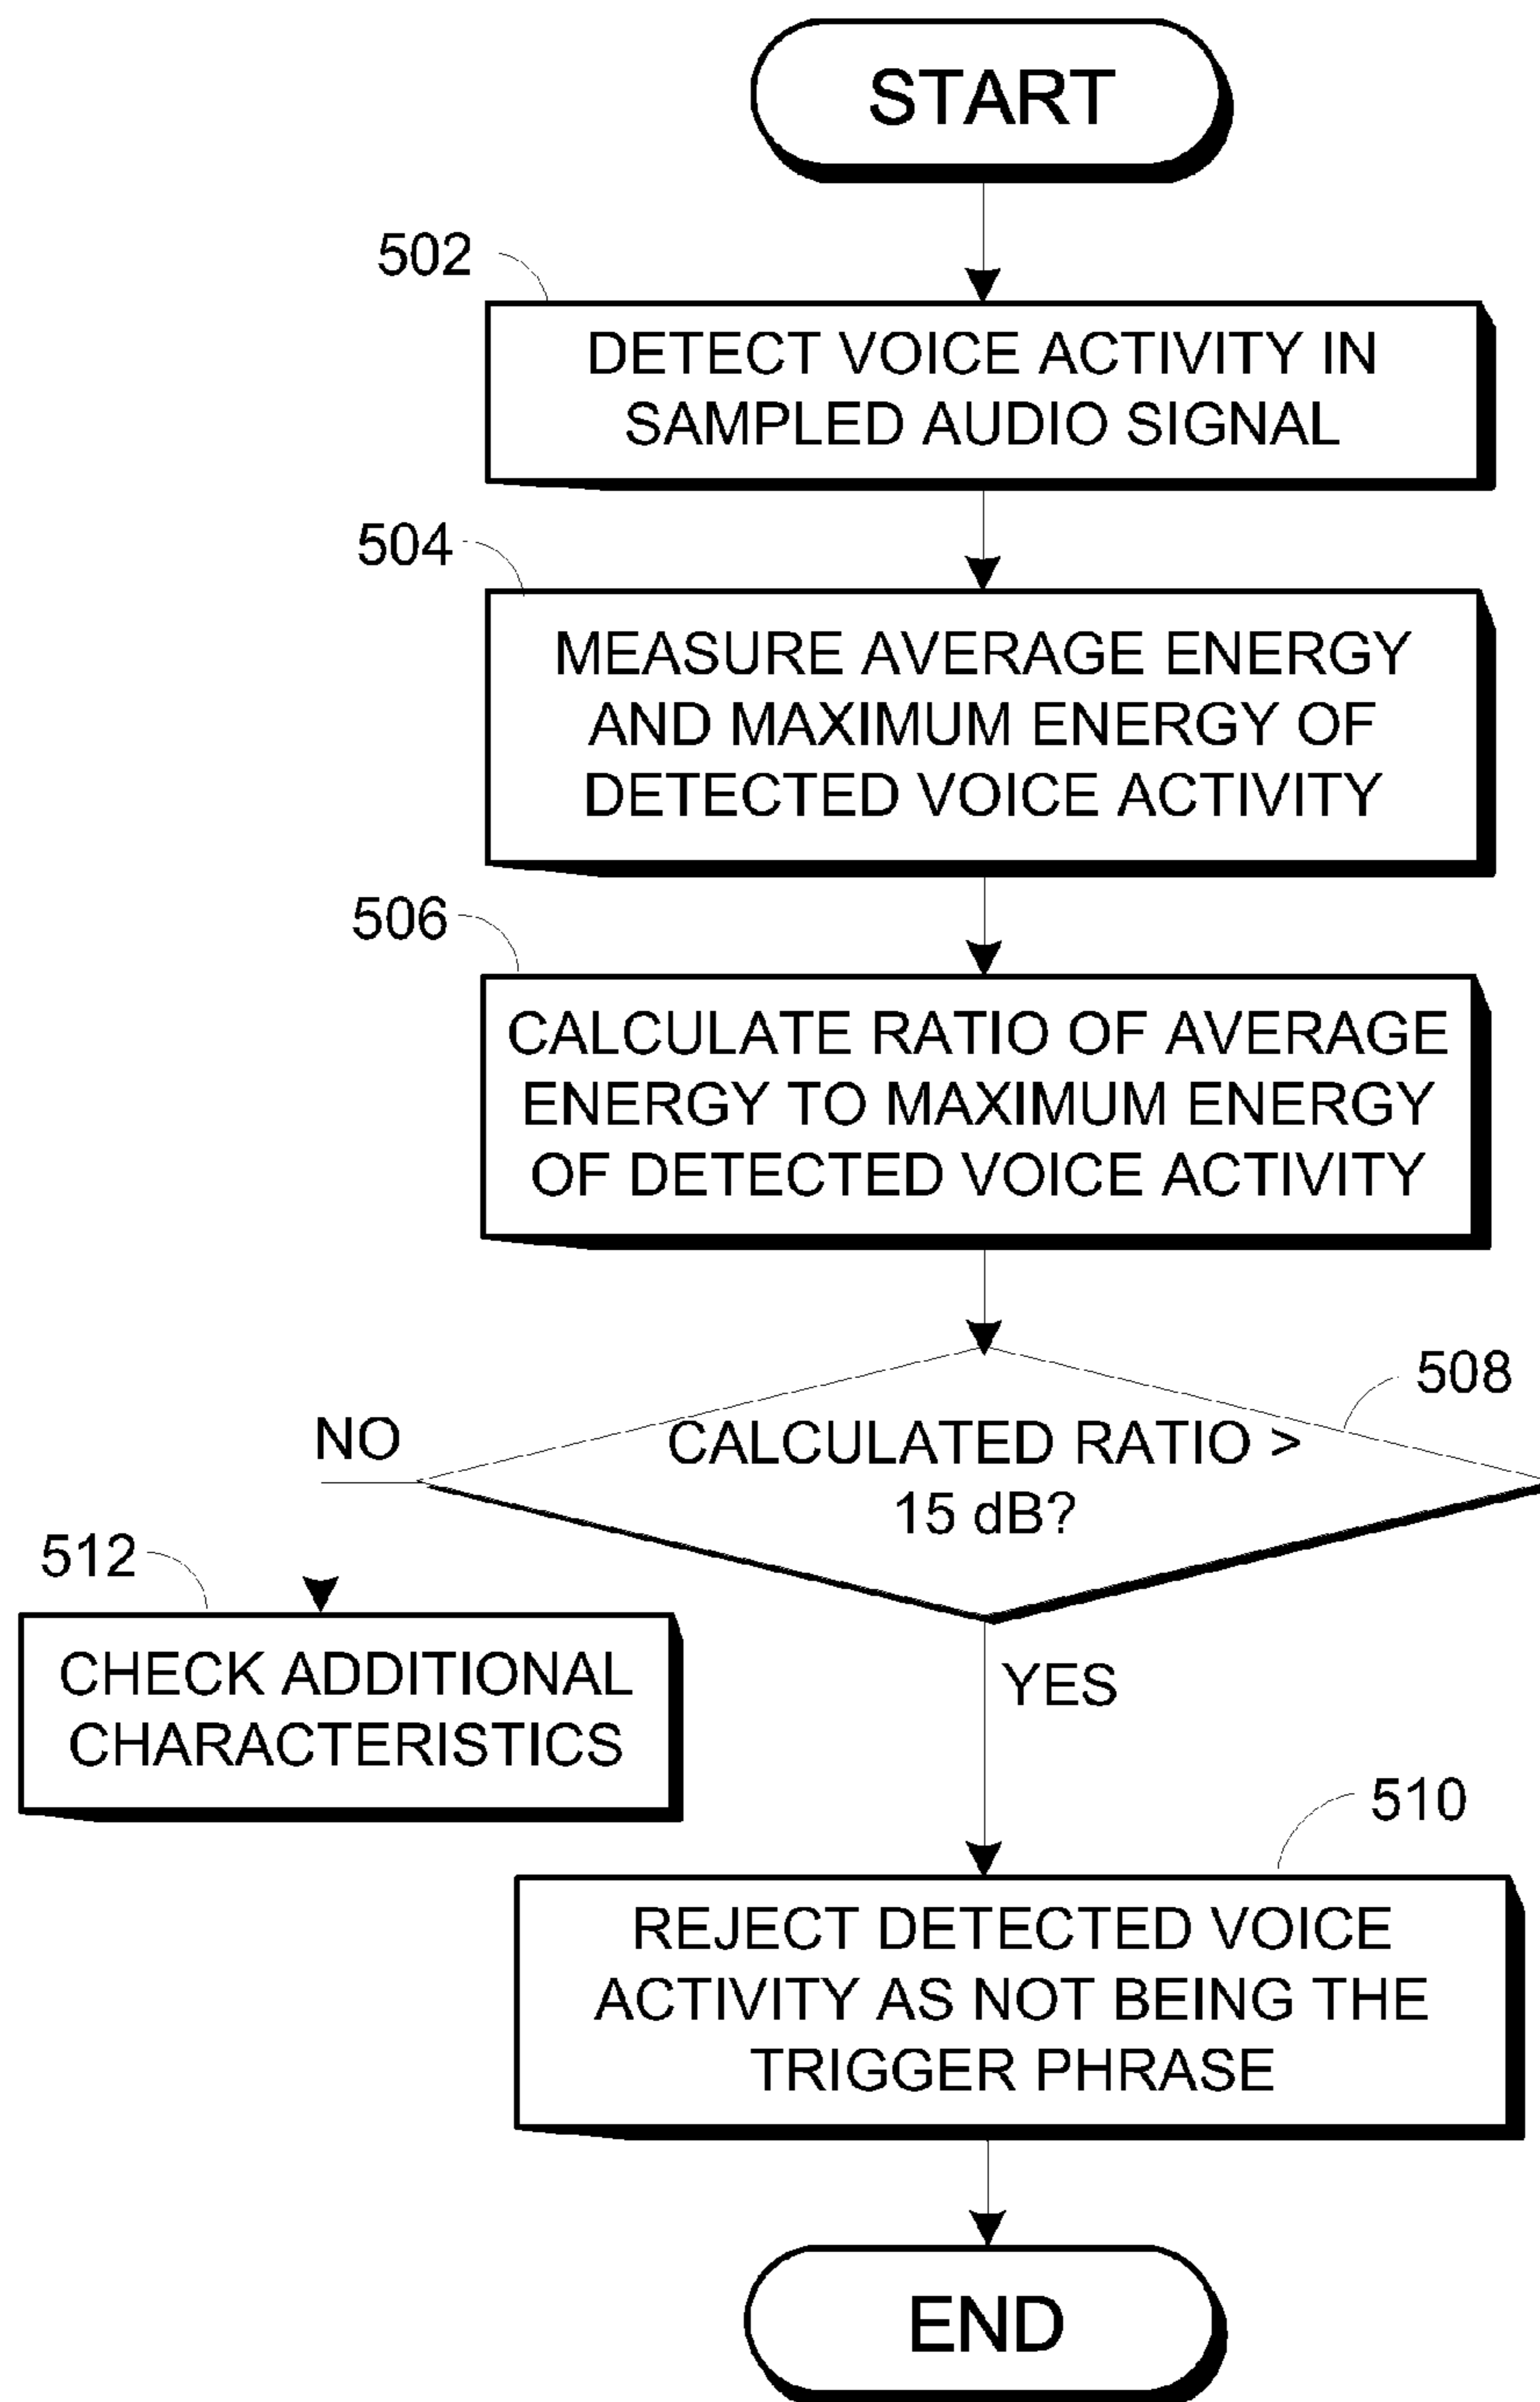 START
502
DETECT VOICE ACTIVITY IN
SAMPLED AUDIO SIGNAL
504
MEASURE AVERAGE ENERGY
AND MAXIMUM ENERGY OF
DETECTED VOICE ACTIVITY
506
CALCULATE RATIO OF AVERAGE
ENERGY TO MAXIMUM ENERGY
OF DETECTED VOICE ACTIVITY
508
NO
CALCULATED RATIO >
15 dB?
512
CHECK ADDITIONAL
CHARACTERISTICS
YES
510
REJECT DETECTED VOICE
ACTIVITY AS NOT BEING THE
TRIGGER PHRASE
END